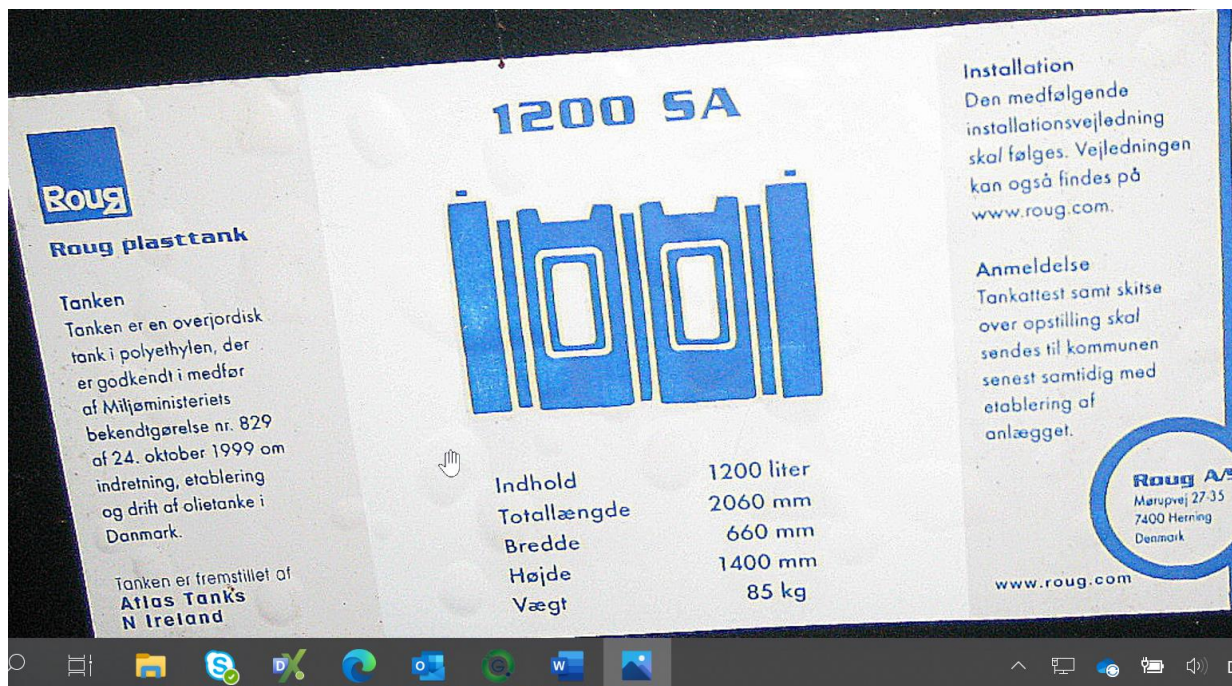 Roug
Roug plasttank
Tanken
Tanken er en overjordisk
tank i polyethylen, der
er godkendt i medfør
af Miljøministeriets
bekendtgørelse nr. 829
af 24. oktober 1999 om
indretning, etablering
og drift af olietanke i
Danmark.
Tanken er fremstillet af
Atlas Tanks
N Ireland
1200 SA
Indhold 1200 liter
Totallængde 2060 mm
Bredde 660 mm
Højde 1400 mm
Vægt 85 kg
Installation
Den medfølgende
installationsvejledning
skal følges. Vejledningen
kan også findes på
www.roug.com.
Anmeldelse
Tankattest samt skitse
over opstilling skal
sendes til kommunen
senest samtidig med
etablering af
anlægget.
Roug A/S
Mørupvej 27-35
7400 Herning
Denmark
www.roug.com